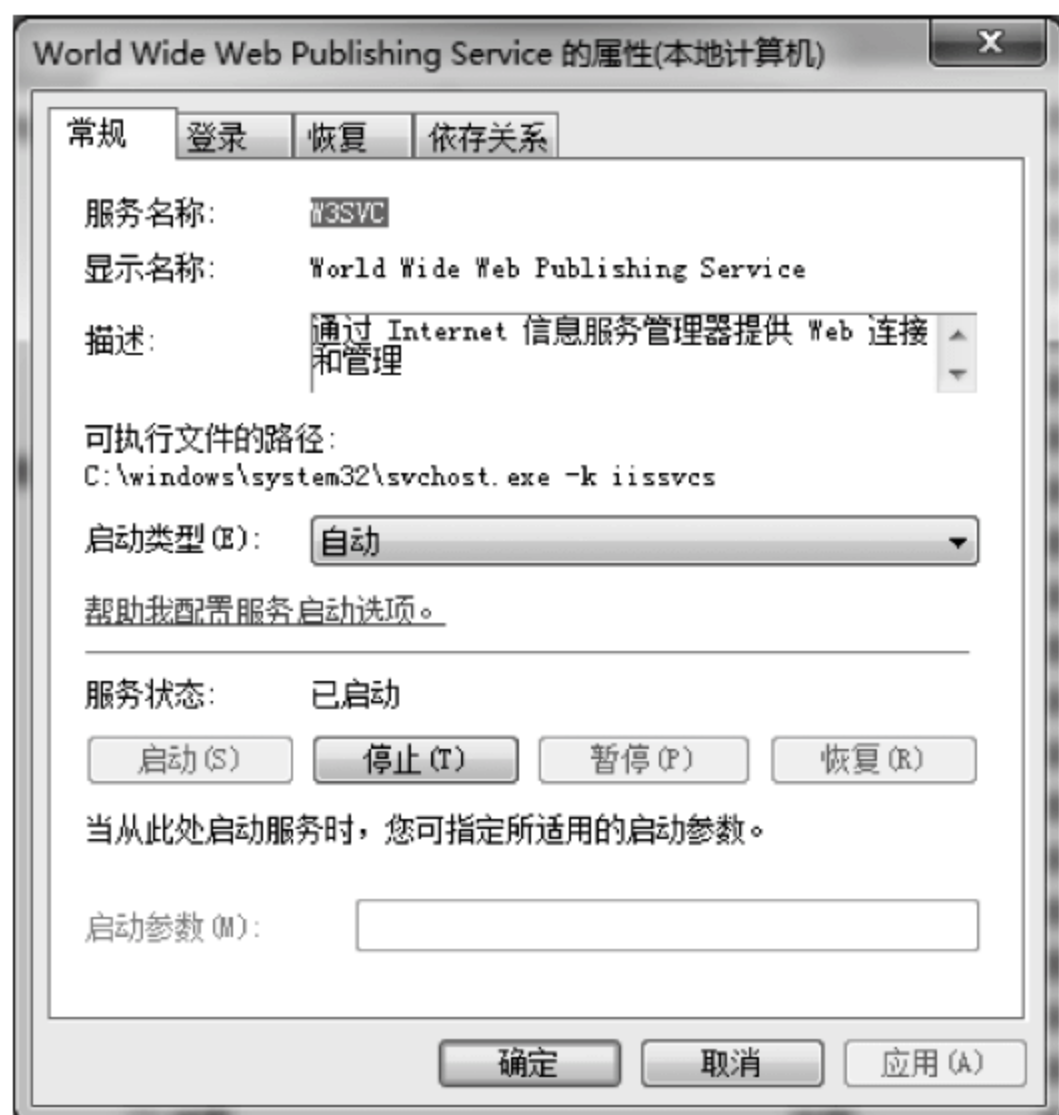 World Wide Web Publishing Service 的属性(本地计算机)
常规 登录 恢复 依存关系
服务名称: W3SVC
显示名称: World Wide Web Publishing Service
描述: 通过 Internet 信息服务管理器提供 Web 连接
和管理
可执行文件的路径:
C:\windows\system32\svchost.exe -k iissvcs
启动类型(E): 自动
帮助我配置服务启动选项。
服务状态: 已启动
启动(S) 停止(T) 暂停(P) 恢复(R)
当从此处启动服务时，您可指定所适用的启动参数。
启动参数(M):
确定 取消 应用(A)